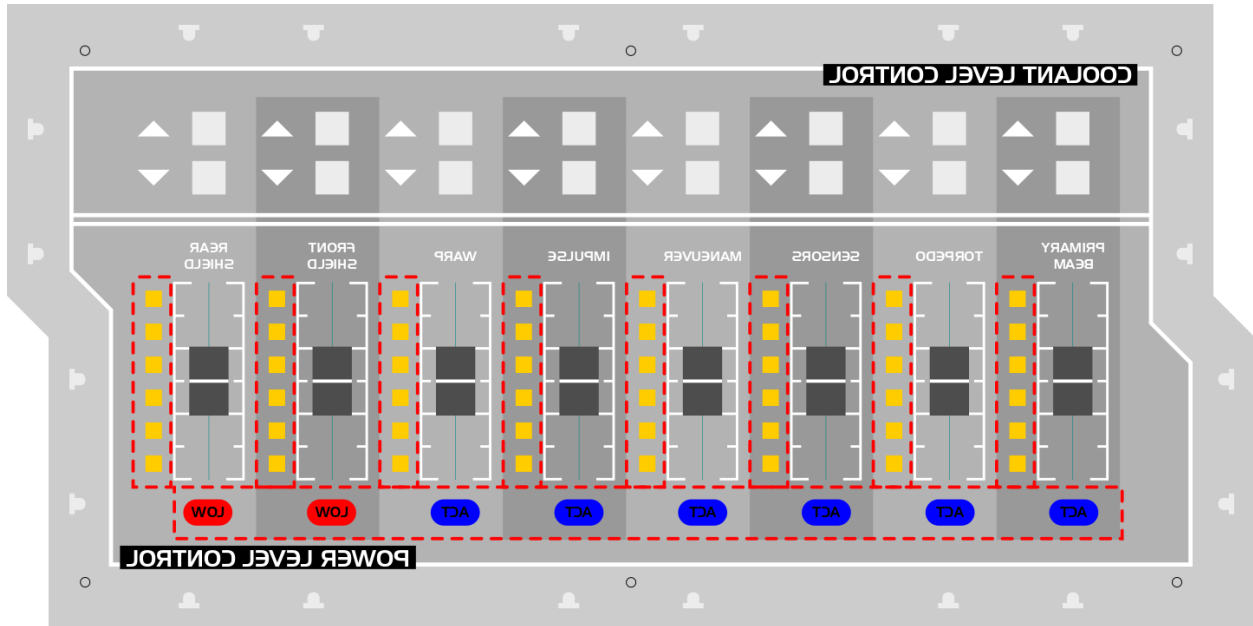 COOLANT LEVEL CONTROL
PRIMARY
BEAM
TORPEDO
SENSORS
MANEUVER
IMPULSE
WARP
FRONT
SHIELD
REAR
SHIELD
ACT
ACT
ACT
ACT
ACT
ACT
LOW
LOW
POWER LEVEL CONTROL